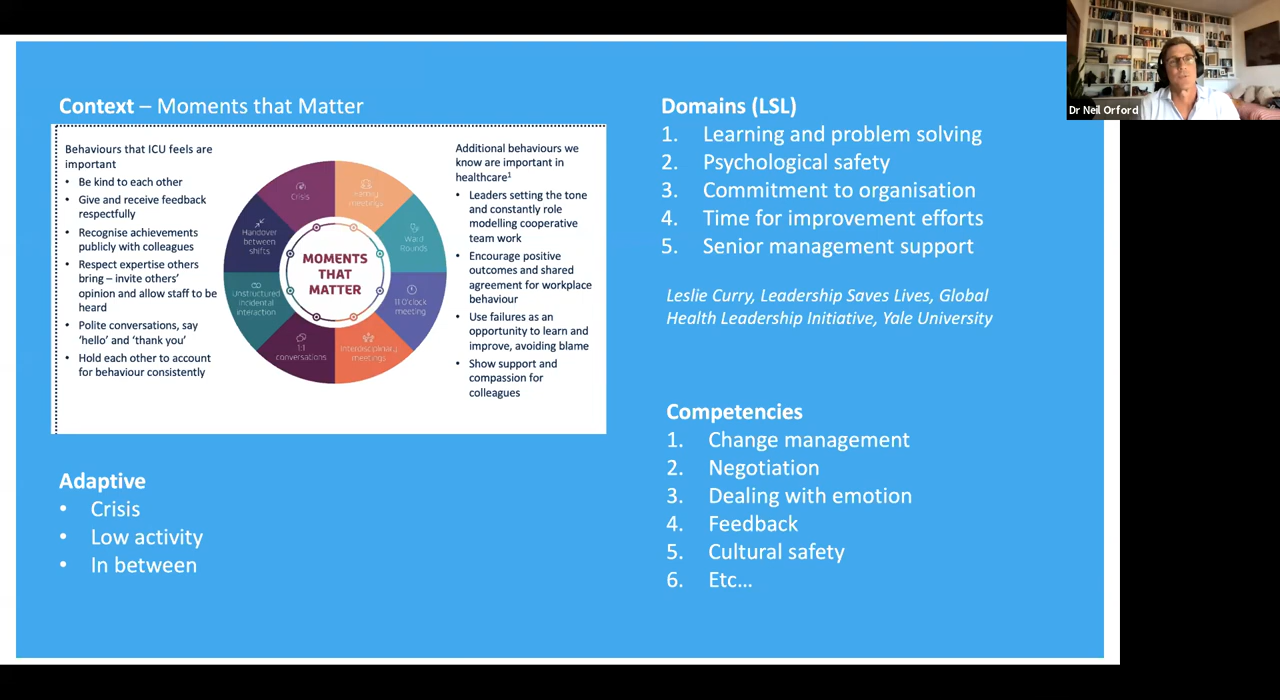 Context – Moments that Matter
Behaviours that ICU feels are
important
• Be kind to each other
• Give and receive feedback
respectfully
• Recognise achievements
publicly with colleagues
• Respect expertise others
bring – invite others’
opinion and allow staff to be
heard
• Polite conversations, say
‘hello’ and ‘thank you’
• Hold each other to account
for behaviour consistently
Crisis
Family
meetings
Ward
Rounds
11 O'clock
meeting
Interdisciplinary
meetings
1:1
conversations
Unstructured
incidental
interaction
Handover
between
shifts
MOMENTS
THAT
MATTER
Additional behaviours we
know are important in
healthcare¹
• Leaders setting the tone
and constantly role
modelling cooperative
team work
• Encourage positive
outcomes and shared
agreement for workplace
behaviour
• Use failures as an
opportunity to learn and
improve, avoiding blame
• Show support and
compassion for
colleagues
Adaptive
• Crisis
• Low activity
• In between
Domains (LSL)
1. Learning and problem solving
2. Psychological safety
3. Commitment to organisation
4. Time for improvement efforts
5. Senior management support
Leslie Curry, Leadership Saves Lives, Global
Health Leadership Initiative, Yale University
Competencies
1. Change management
2. Negotiation
3. Dealing with emotion
4. Feedback
5. Cultural safety
6. Etc…
Dr Neil Orford